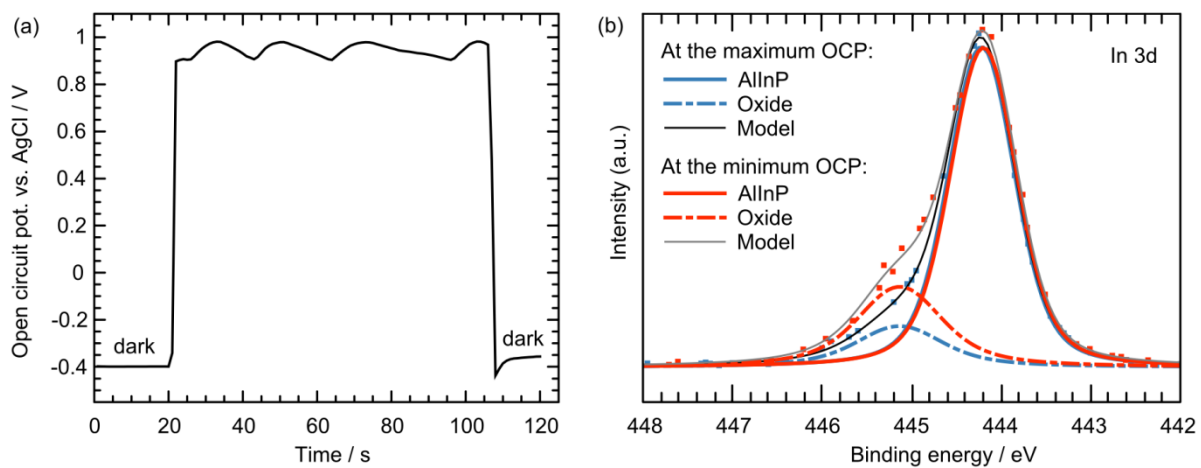 (a)
Open circuit pot. vs. AgCl / V
1
0.8
0.6
0.4
0.2
0
-0.2
-0.4
dark
dark
0 20 40 60 80 100 120
Time / s
(b)
Intensity (a.u.)
At the maximum OCP:
AlInP
Oxide
Model
At the minimum OCP:
AlInP
Oxide
Model
In 3d
448 447 446 445 444 443 442
Binding energy / eV